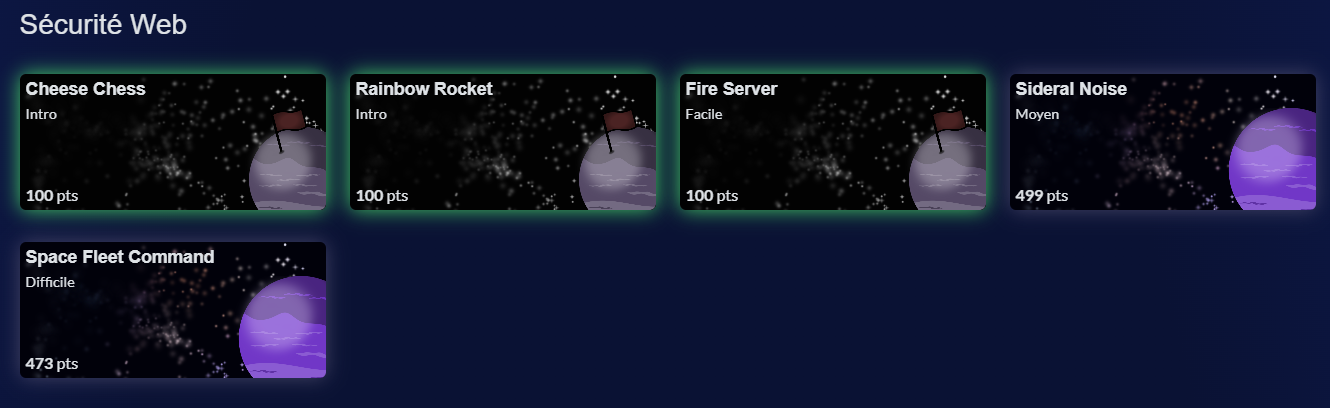 Sécurité Web
Cheese Chess
Intro
100 pts
Rainbow Rocket
Intro
100 pts
Fire Server
Facile
100 pts
Sideral Noise
Moyen
499 pts
Space Fleet Command
Difficile
473 pts